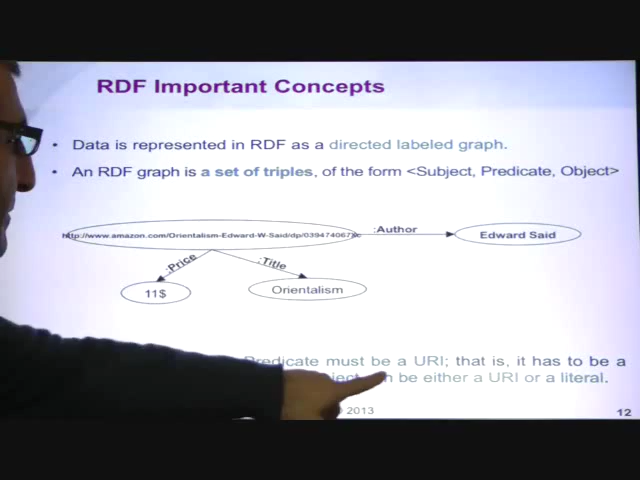 RDF Important Concepts
• Data is represented in RDF as a directed labeled graph.
• An RDF graph is a set of triples, of the form <Subject, Predicate, Object>
:Author
Edward Said
:Price
:Title
11$
Orientalism
Predicate must be a URI; that is, it has to be a
be either a URI or a literal.
2013
12